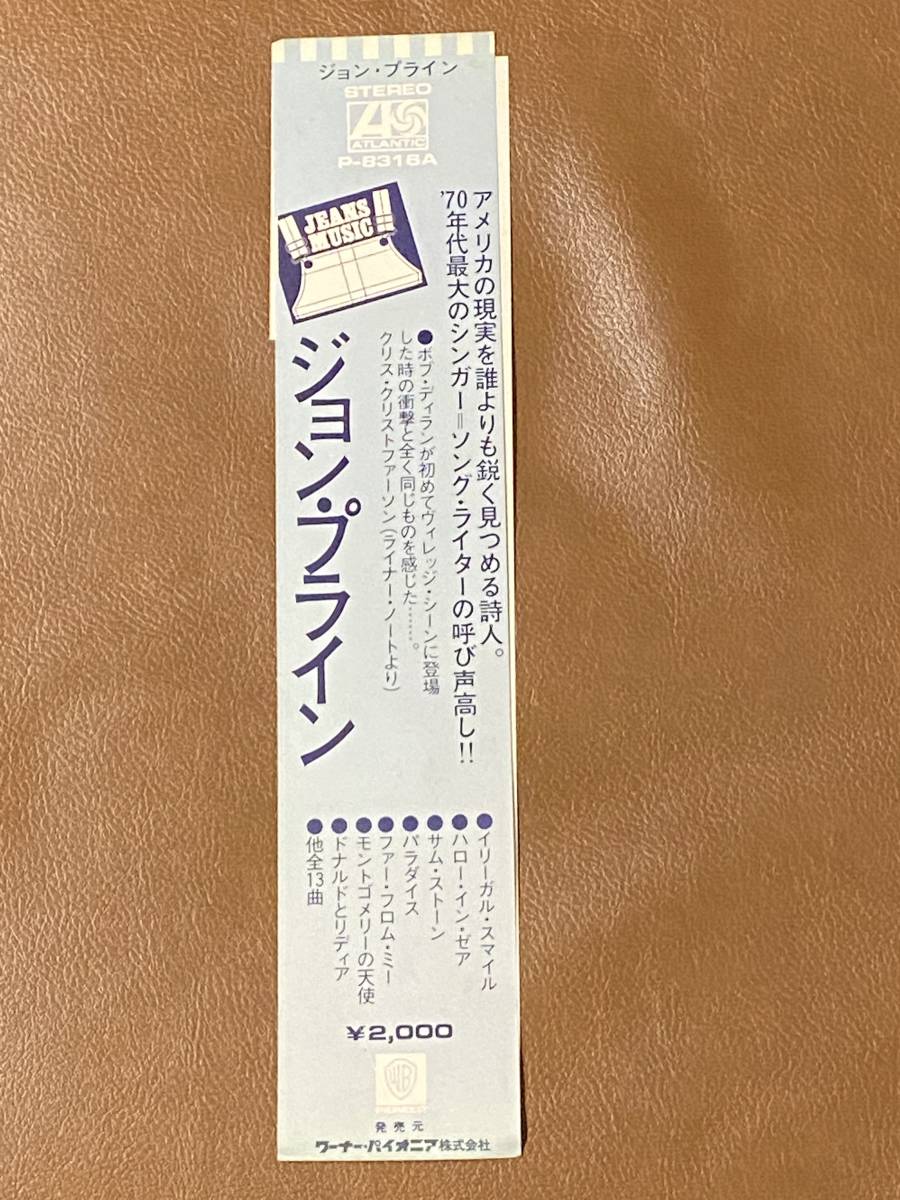 ジョン・プライン
STEREO
ATLANTIC
P-8316A
JEANS
MUSIC
アメリカの現実を誰よりも鋭く見つめる詩人。
'70年代最大のシンガー＝ソング・ライターの呼び声高し!!
●ボブ・ディランが初めてヴィレッジ・シーンに登場
した時の衝撃と全く同じものを感じた……。
クリス・クリストファーソン(ライナー・ノートより)
ジョン・プライン
●イリーガル・スマイル
●ハロー・イン・ゼア
●サム・ストーン
●パラダイス
●ファー・フロム・ミー
●モントゴメリーの天使
●ドナルドとリディア
●他全13曲
¥2,000
WB
PIONEER
発売元
ワーナー・パイオニア株式会社